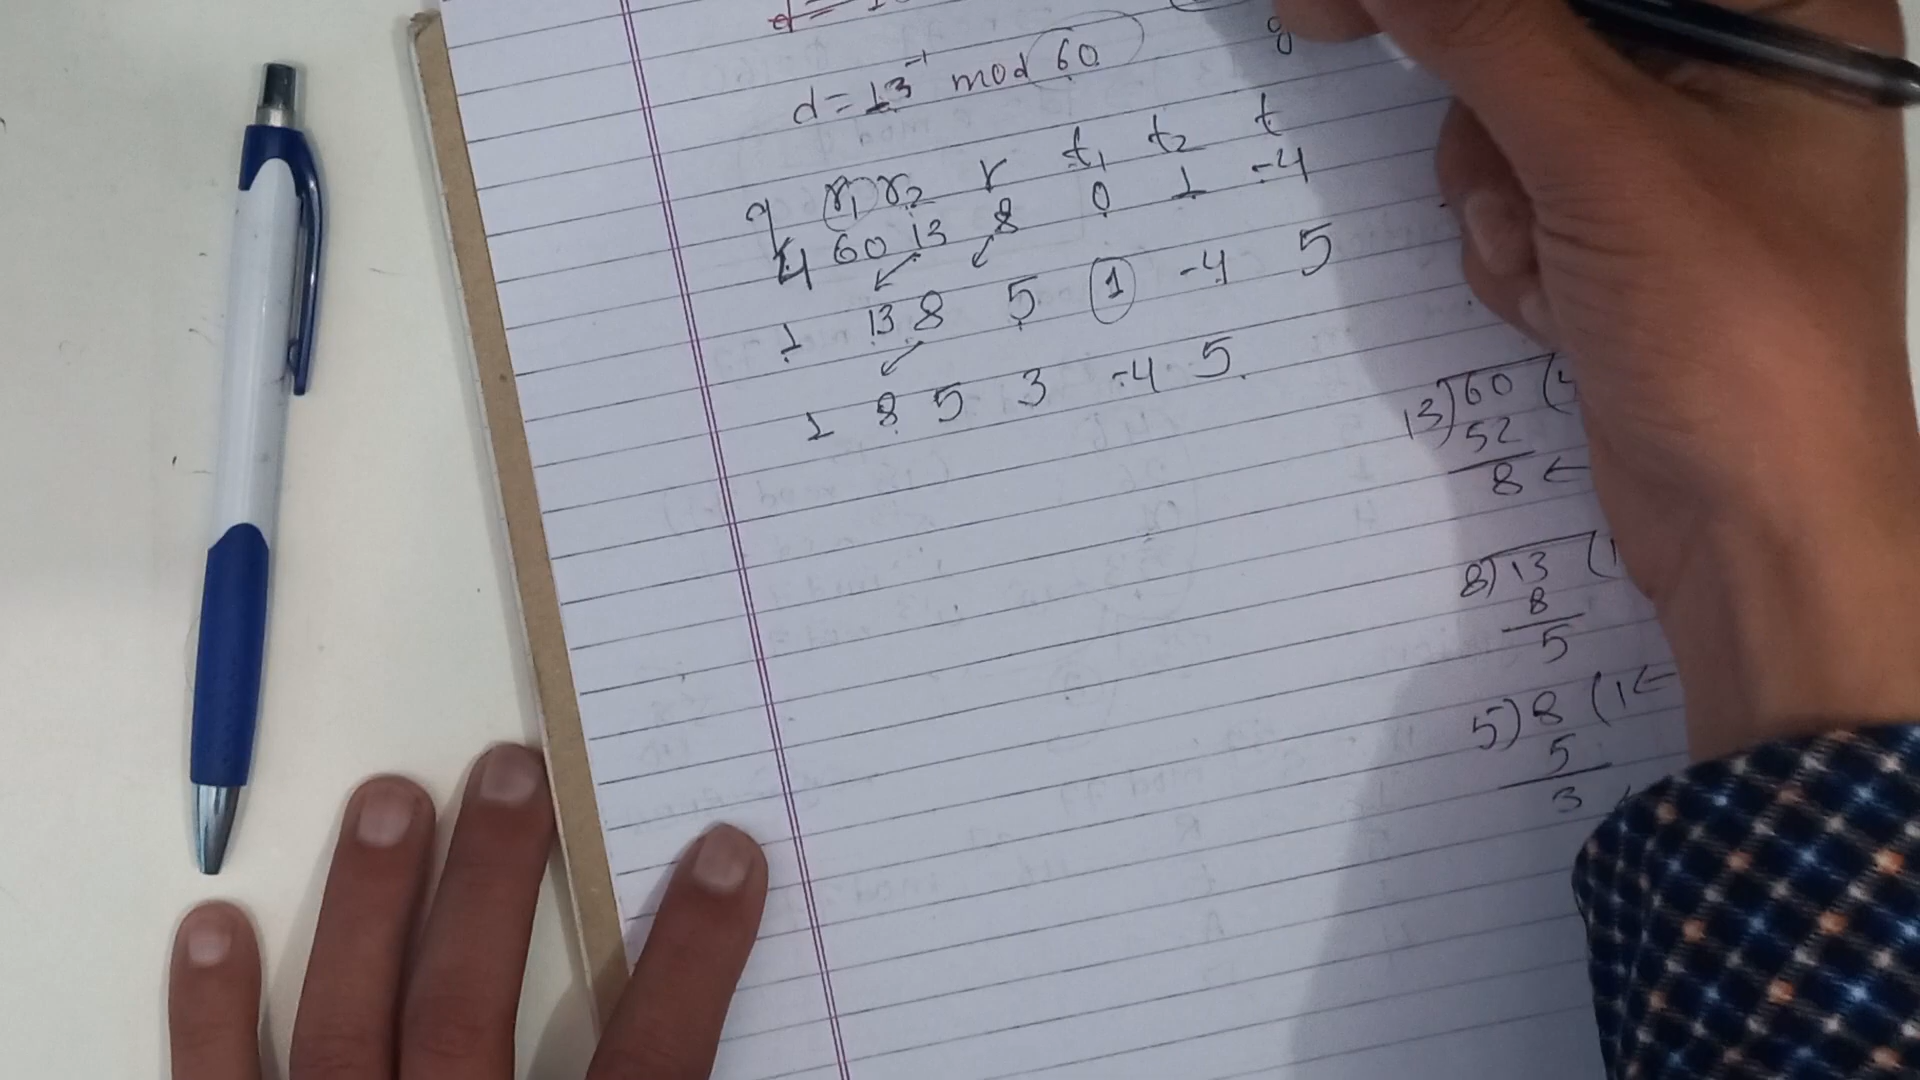 d = 13⁻¹ mod 60
q r₁ r₂ r t₁ t₂ t
4 60 13 8 0 1 -4
1 13 8 5 1 -4 5
1 8 5 3 -4 5
13)60(
52
8 ←
8)13(1
8
5
5)8(1←
5
3